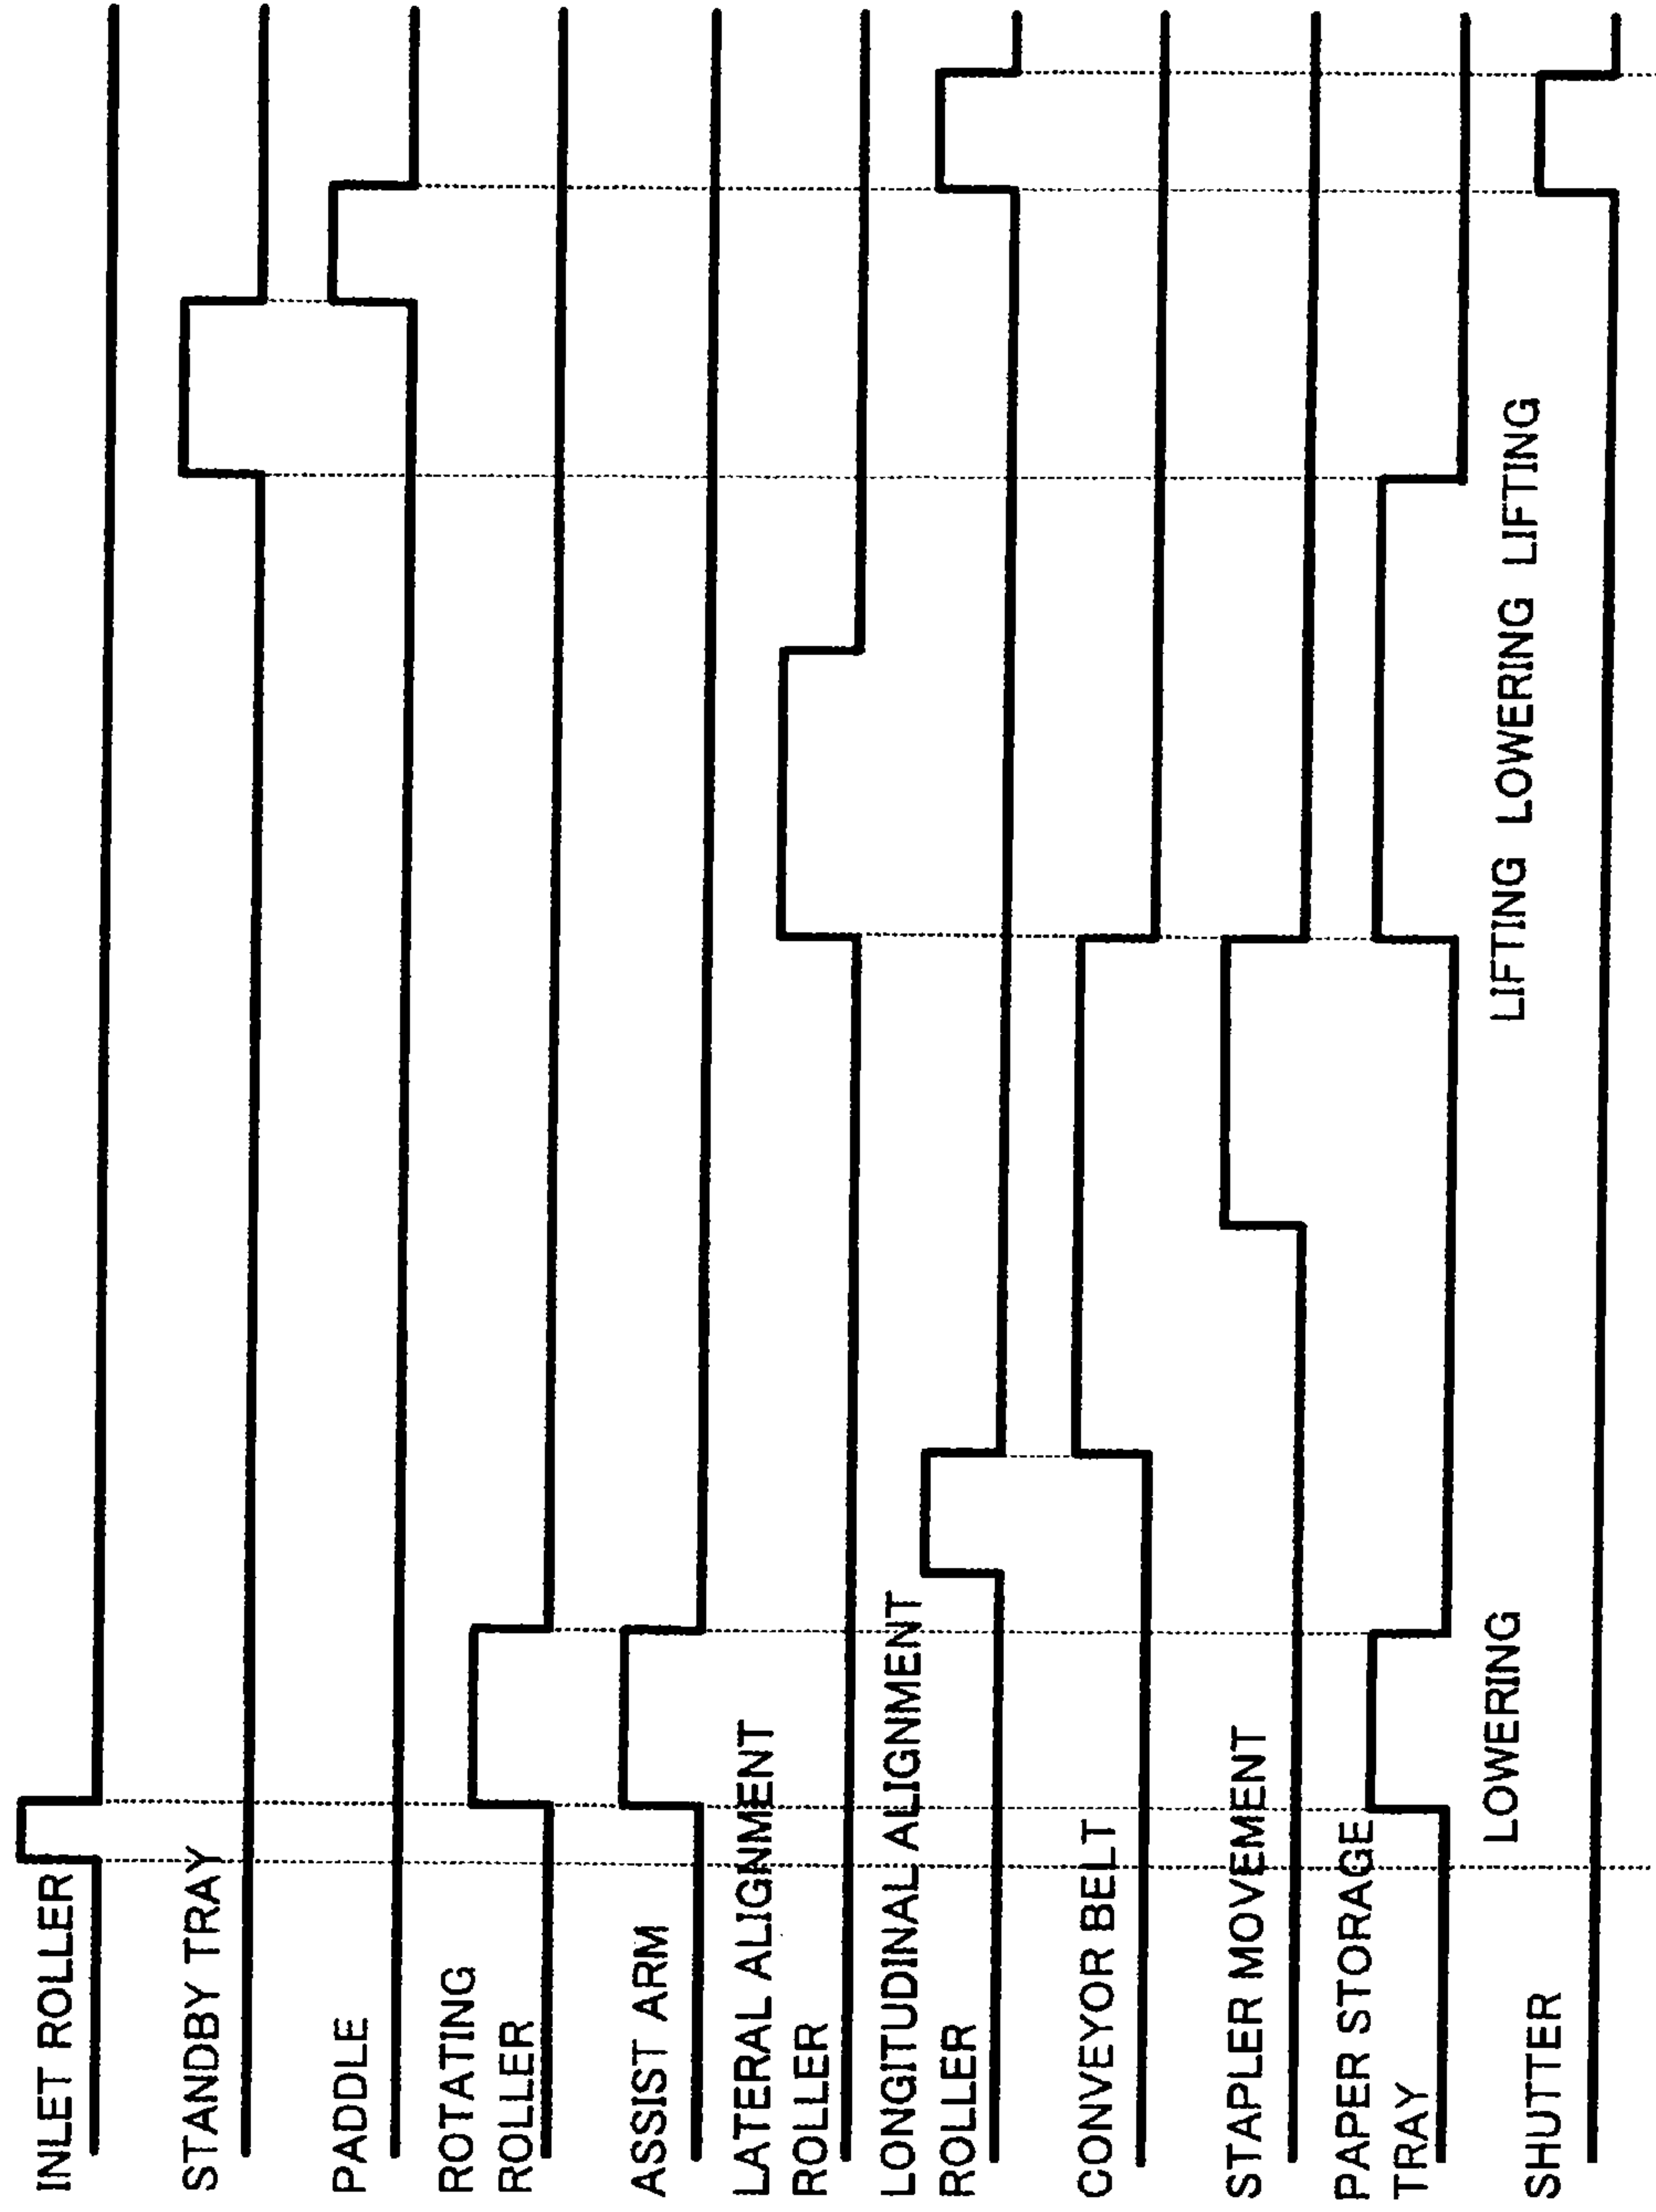 INLET ROLLER
STANDBY TRAY
PADDLE
ROTATING
ROLLER
ASSIST ARM
LATERAL ALIGNMENT
ROLLER
LONGITUDINAL ALIGNMENT
ROLLER
CONVEYOR BELT
STAPLER MOVEMENT
PAPER STORAGE
TRAY
LOWERING
LIFTING LOWERING LIFTING
SHUTTER